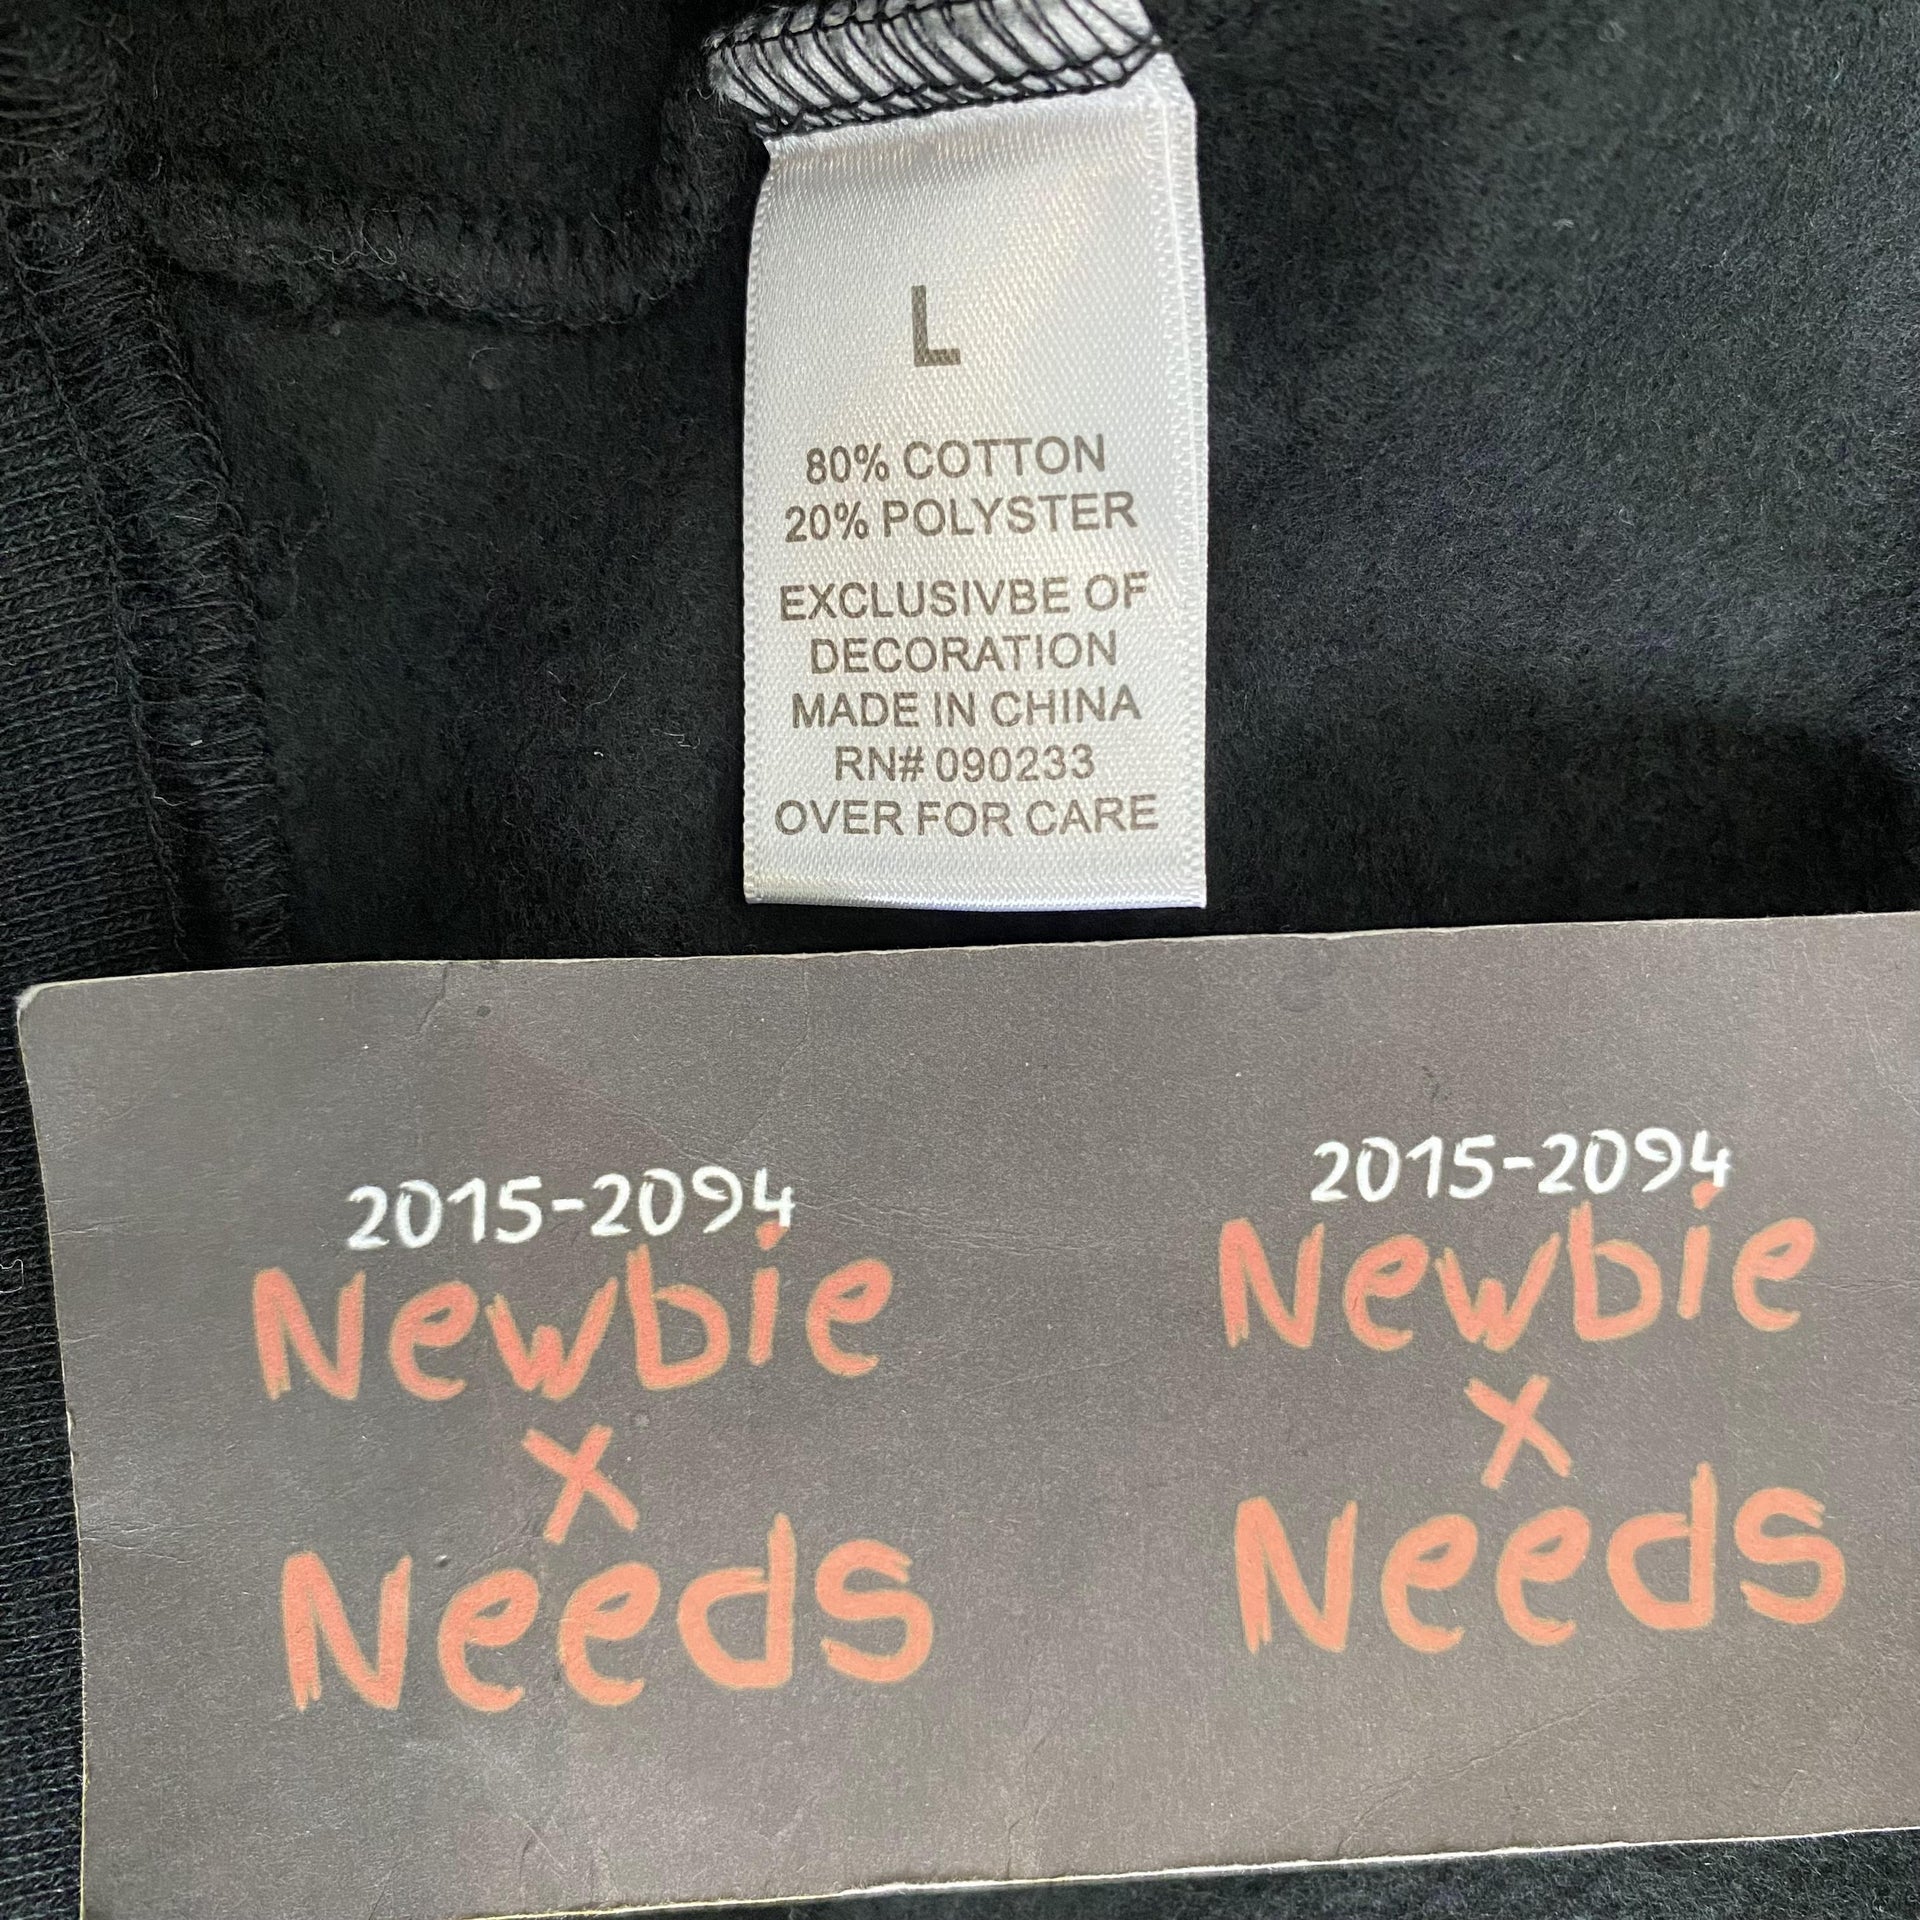 L
80% COTTON
20% POLYSTER
EXCLUSIVBE OF
DECORATION
MADE IN CHINA
RN# 090233
OVER FOR CARE
2015-2094
Newbie
x
Needs
2015-2094
Newbie
x
Needs